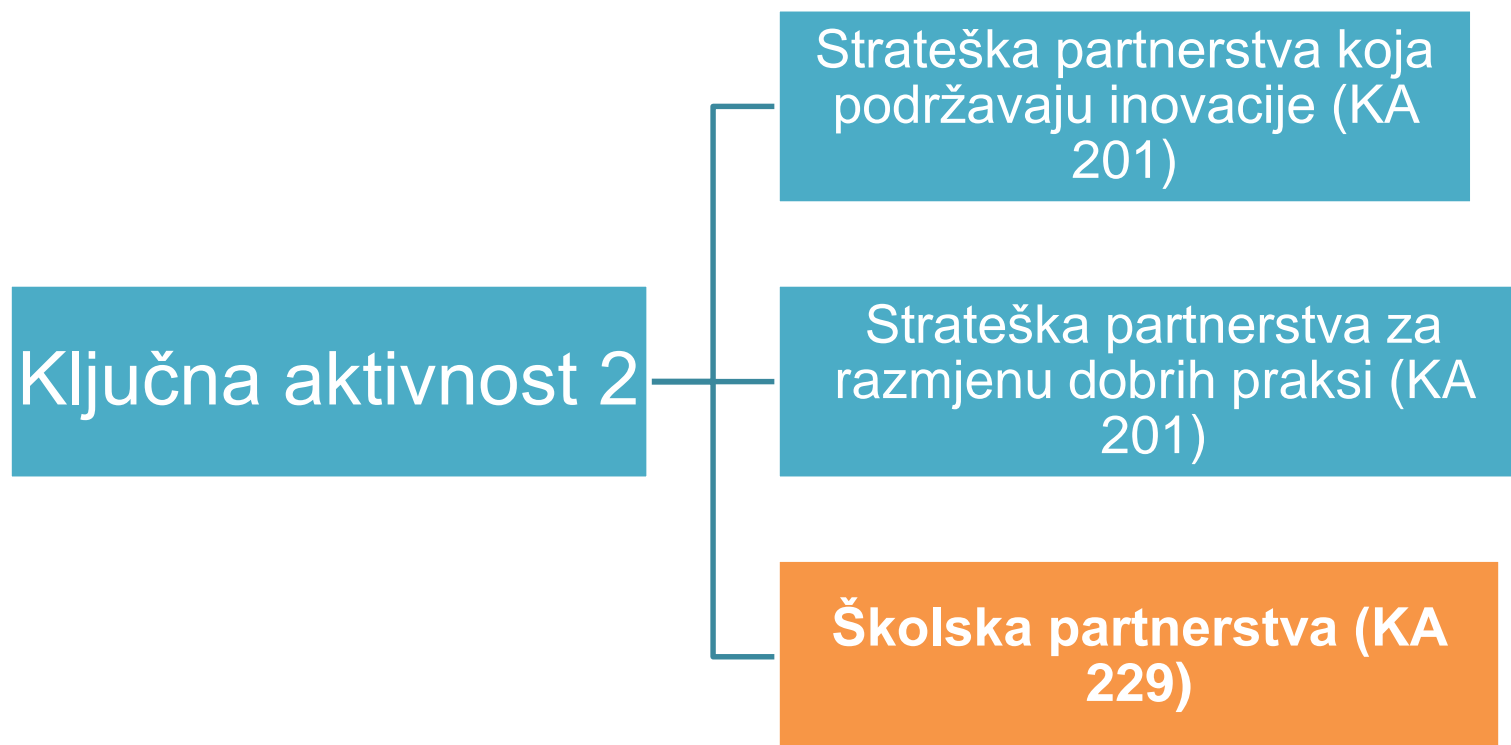 Strateška partnerstva koja
podržavaju inovacije (KA
201)
Ključna aktivnost 2
Strateška partnerstva za
razmjenu dobrih praksi (KA
201)
Školska partnerstva (KA
229)